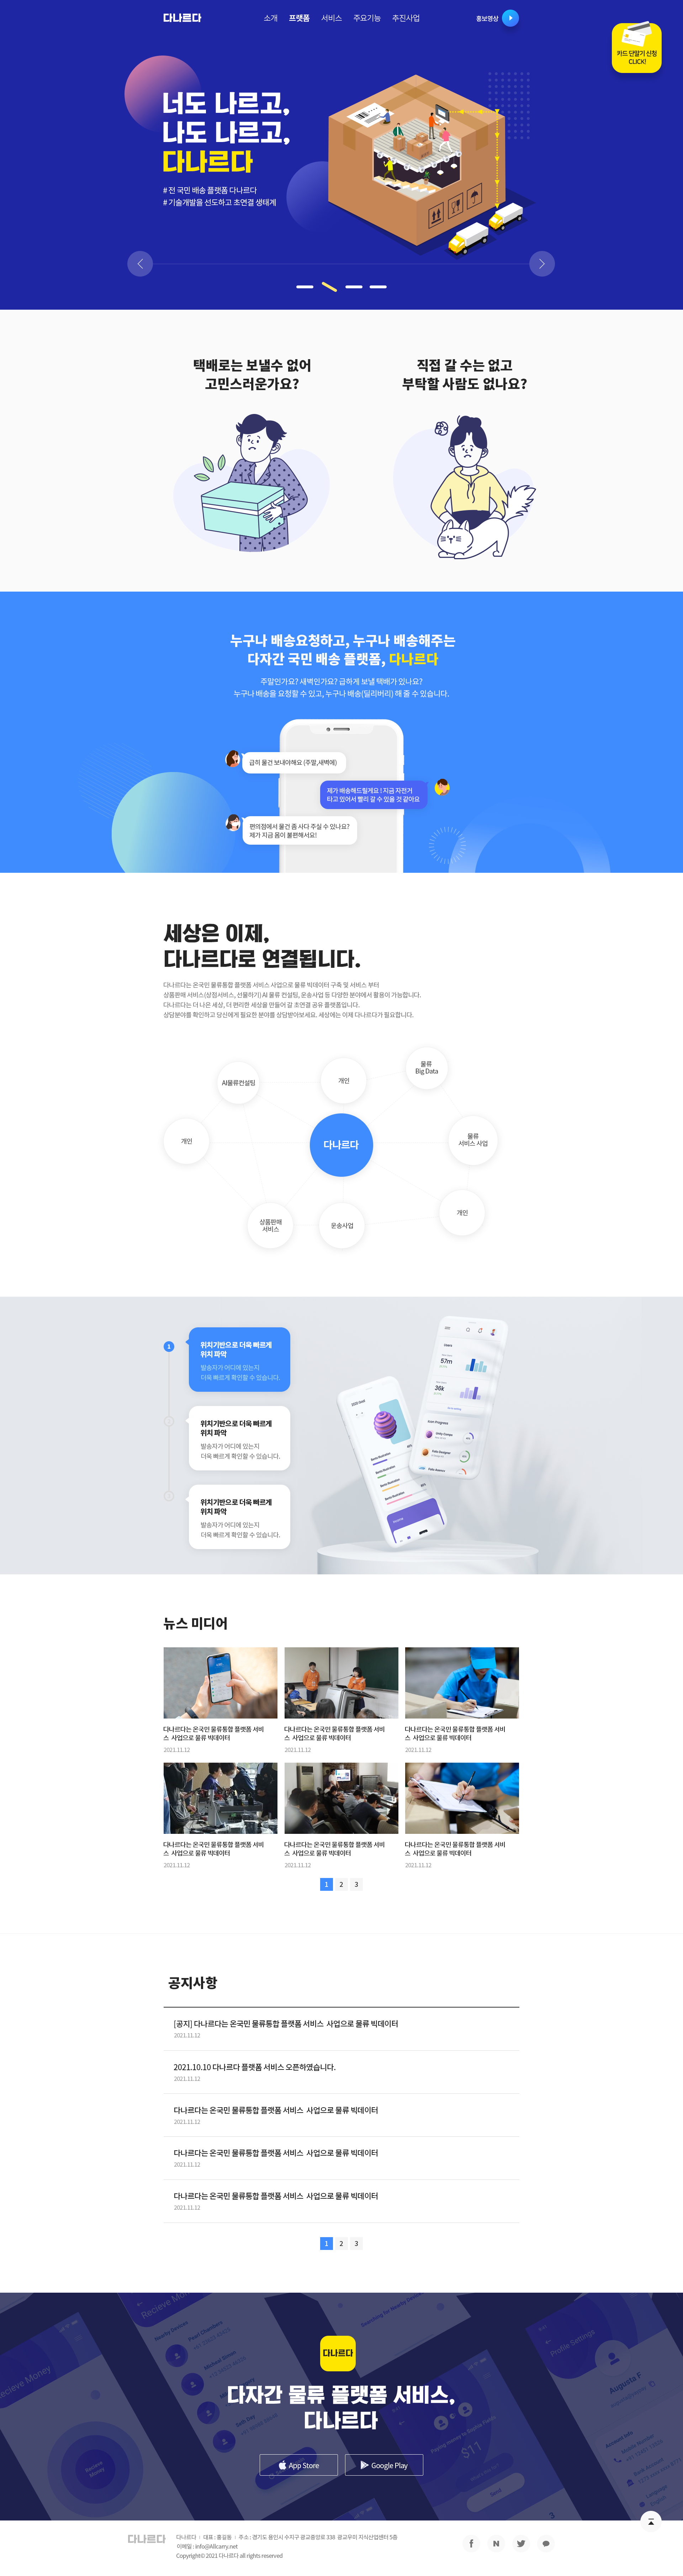 다나르다
소개 프랫폼 서비스 주요기능 추진사업
홍보영상
카드 단말기 신청
CLICK!
너도 나르고,
나도 나르고,
다나르다
# 전 국민 배송 플랫폼 다나르다
# 기술개발을 선도하고 초연결 생태계
택배로는 보낼수 없어
고민스러운가요?
직접 갈 수는 없고
부탁할 사람도 없나요?
누구나 배송요청하고, 누구나 배송해주는
다자간 국민 배송 플랫폼, 다나르다
주말인가요? 새벽인가요? 급하게 보낼 택배가 있나요?
누구나 배송을 요청할 수 있고, 누구나 배송(딜리버리) 해 줄 수 있습니다.
급히 물건 보내야해요 (주말,새벽에)
제가 배송해드릴게요 ! 지금 자전거
타고 있어서 빨리 갈 수 있을 것 같아요
편의점에서 물건 좀 사다 주실 수 있나요?
제가 지금 몸이 불편해서요!
세상은 이제,
다나르다로 연결됩니다.
다나르다는 온국민 물류통합 플랫폼 서비스 사업으로 물류 빅데이터 구축 및 서비스 부터
상품판매 서비스(상점서비스, 선물하기) AI 물류 컨설팅, 운송사업 등 다양한 분야에서 활용이 가능합니다.
다나르다는 더 나은 세상, 더 편리한 세상을 만들어 갈 초연결 공유 플랫폼입니다.
상담분야를 확인하고 당신에게 필요한 분야를 상담받아보세요. 세상에는 이제 다나르다가 필요합니다.
물류
Big Data
AI물류컨설팅
개인
개인
다나르다
물류
서비스 사업
개인
상품판매
서비스
운송사업
1
위치기반으로 더욱 빠르게
위치 파악
발송자가 어디에 있는지
더욱 빠르게 확인할 수 있습니다.
위치기반으로 더욱 빠르게
위치 파악
발송자가 어디에 있는지
더욱 빠르게 확인할 수 있습니다.
위치기반으로 더욱 빠르게
위치 파악
발송자가 어디에 있는지
더욱 빠르게 확인할 수 있습니다.
57m
36k
뉴스 미디어
다나르다는 온국민 물류통합 플랫폼 서비
스 사업으로 물류 빅데이터
2021.11.12
다나르다는 온국민 물류통합 플랫폼 서비
스 사업으로 물류 빅데이터
2021.11.12
다나르다는 온국민 물류통합 플랫폼 서비
스 사업으로 물류 빅데이터
2021.11.12
다나르다는 온국민 물류통합 플랫폼 서비
스 사업으로 물류 빅데이터
2021.11.12
다나르다는 온국민 물류통합 플랫폼 서비
스 사업으로 물류 빅데이터
2021.11.12
다나르다는 온국민 물류통합 플랫폼 서비
스 사업으로 물류 빅데이터
2021.11.12
1 2 3
공지사항
[공지] 다나르다는 온국민 물류통합 플랫폼 서비스 사업으로 물류 빅데이터
2021.11.12
2021.10.10 다나르다 플랫폼 서비스 오픈하였습니다.
2021.11.12
다나르다는 온국민 물류통합 플랫폼 서비스 사업으로 물류 빅데이터
2021.11.12
다나르다는 온국민 물류통합 플랫폼 서비스 사업으로 물류 빅데이터
2021.11.12
다나르다는 온국민 물류통합 플랫폼 서비스 사업으로 물류 빅데이터
2021.11.12
1 2 3
Recieve Money
Profile Settings
다나르다
다자간 물류 플랫폼 서비스,
다나르다
App Store
Google Play
$11
다나르다
다나르다 | 대표 : 홍길동 | 주소 : 경기도 용인시 수지구 광교중앙로 338 광교우미 지식산업센터 5층
이메일 : info@Allcarry.net
Copyright© 2021 다나르다 all rights reserved